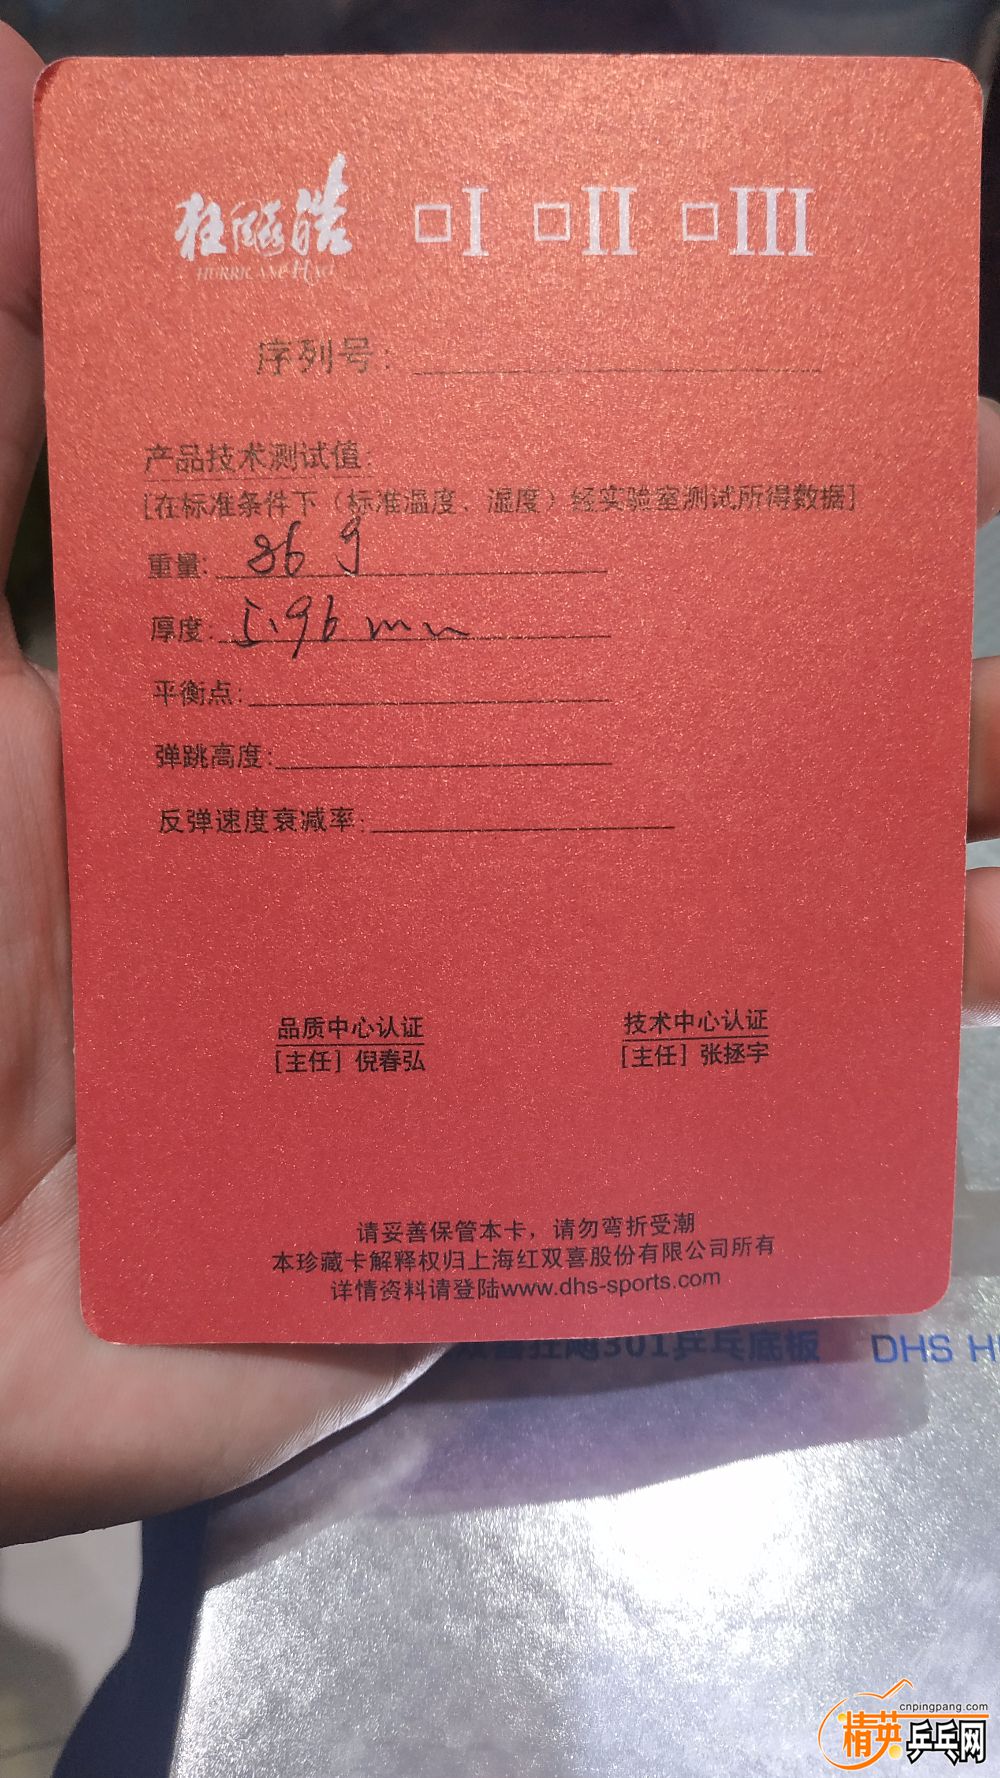 狂飚皓 □I □II □III
HURRICANE HAO
序列号：
产品技术测试值：
[在标准条件下（标准温度、湿度）经实验室测试所得数据]
重量：86 g
厚度：5.96 mm
平衡点：
弹跳高度：
反弹速度衰减率：
品质中心认证 技术中心认证
[主任] 倪春弘 [主任] 张拯宇
请妥善保管本卡，请勿弯折受潮
本珍藏卡解释权归上海红双喜股份有限公司所有
详情资料请登陆www.dhs-sports.com
狂飚301乒乓底板 DHS H
cnpingpang.com
精英乒乓网